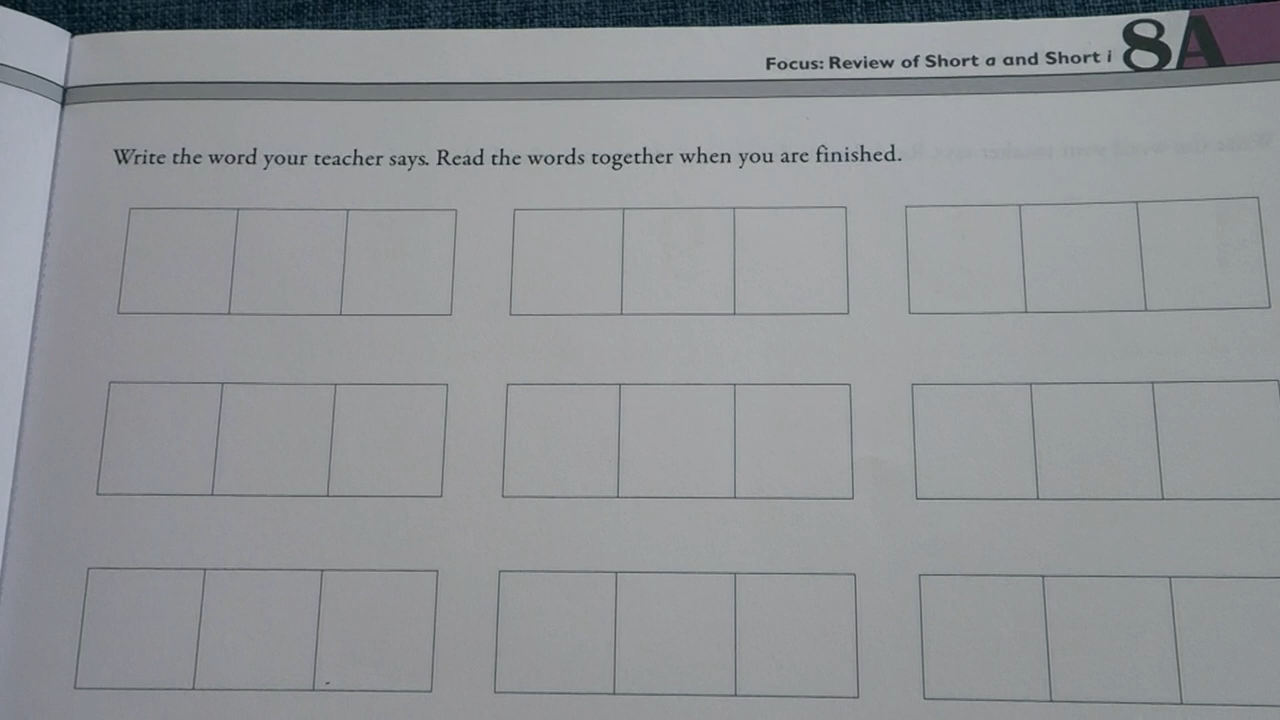 Focus: Review of Short a and Short i 8A
Write the word your teacher says. Read the words together when you are finished.